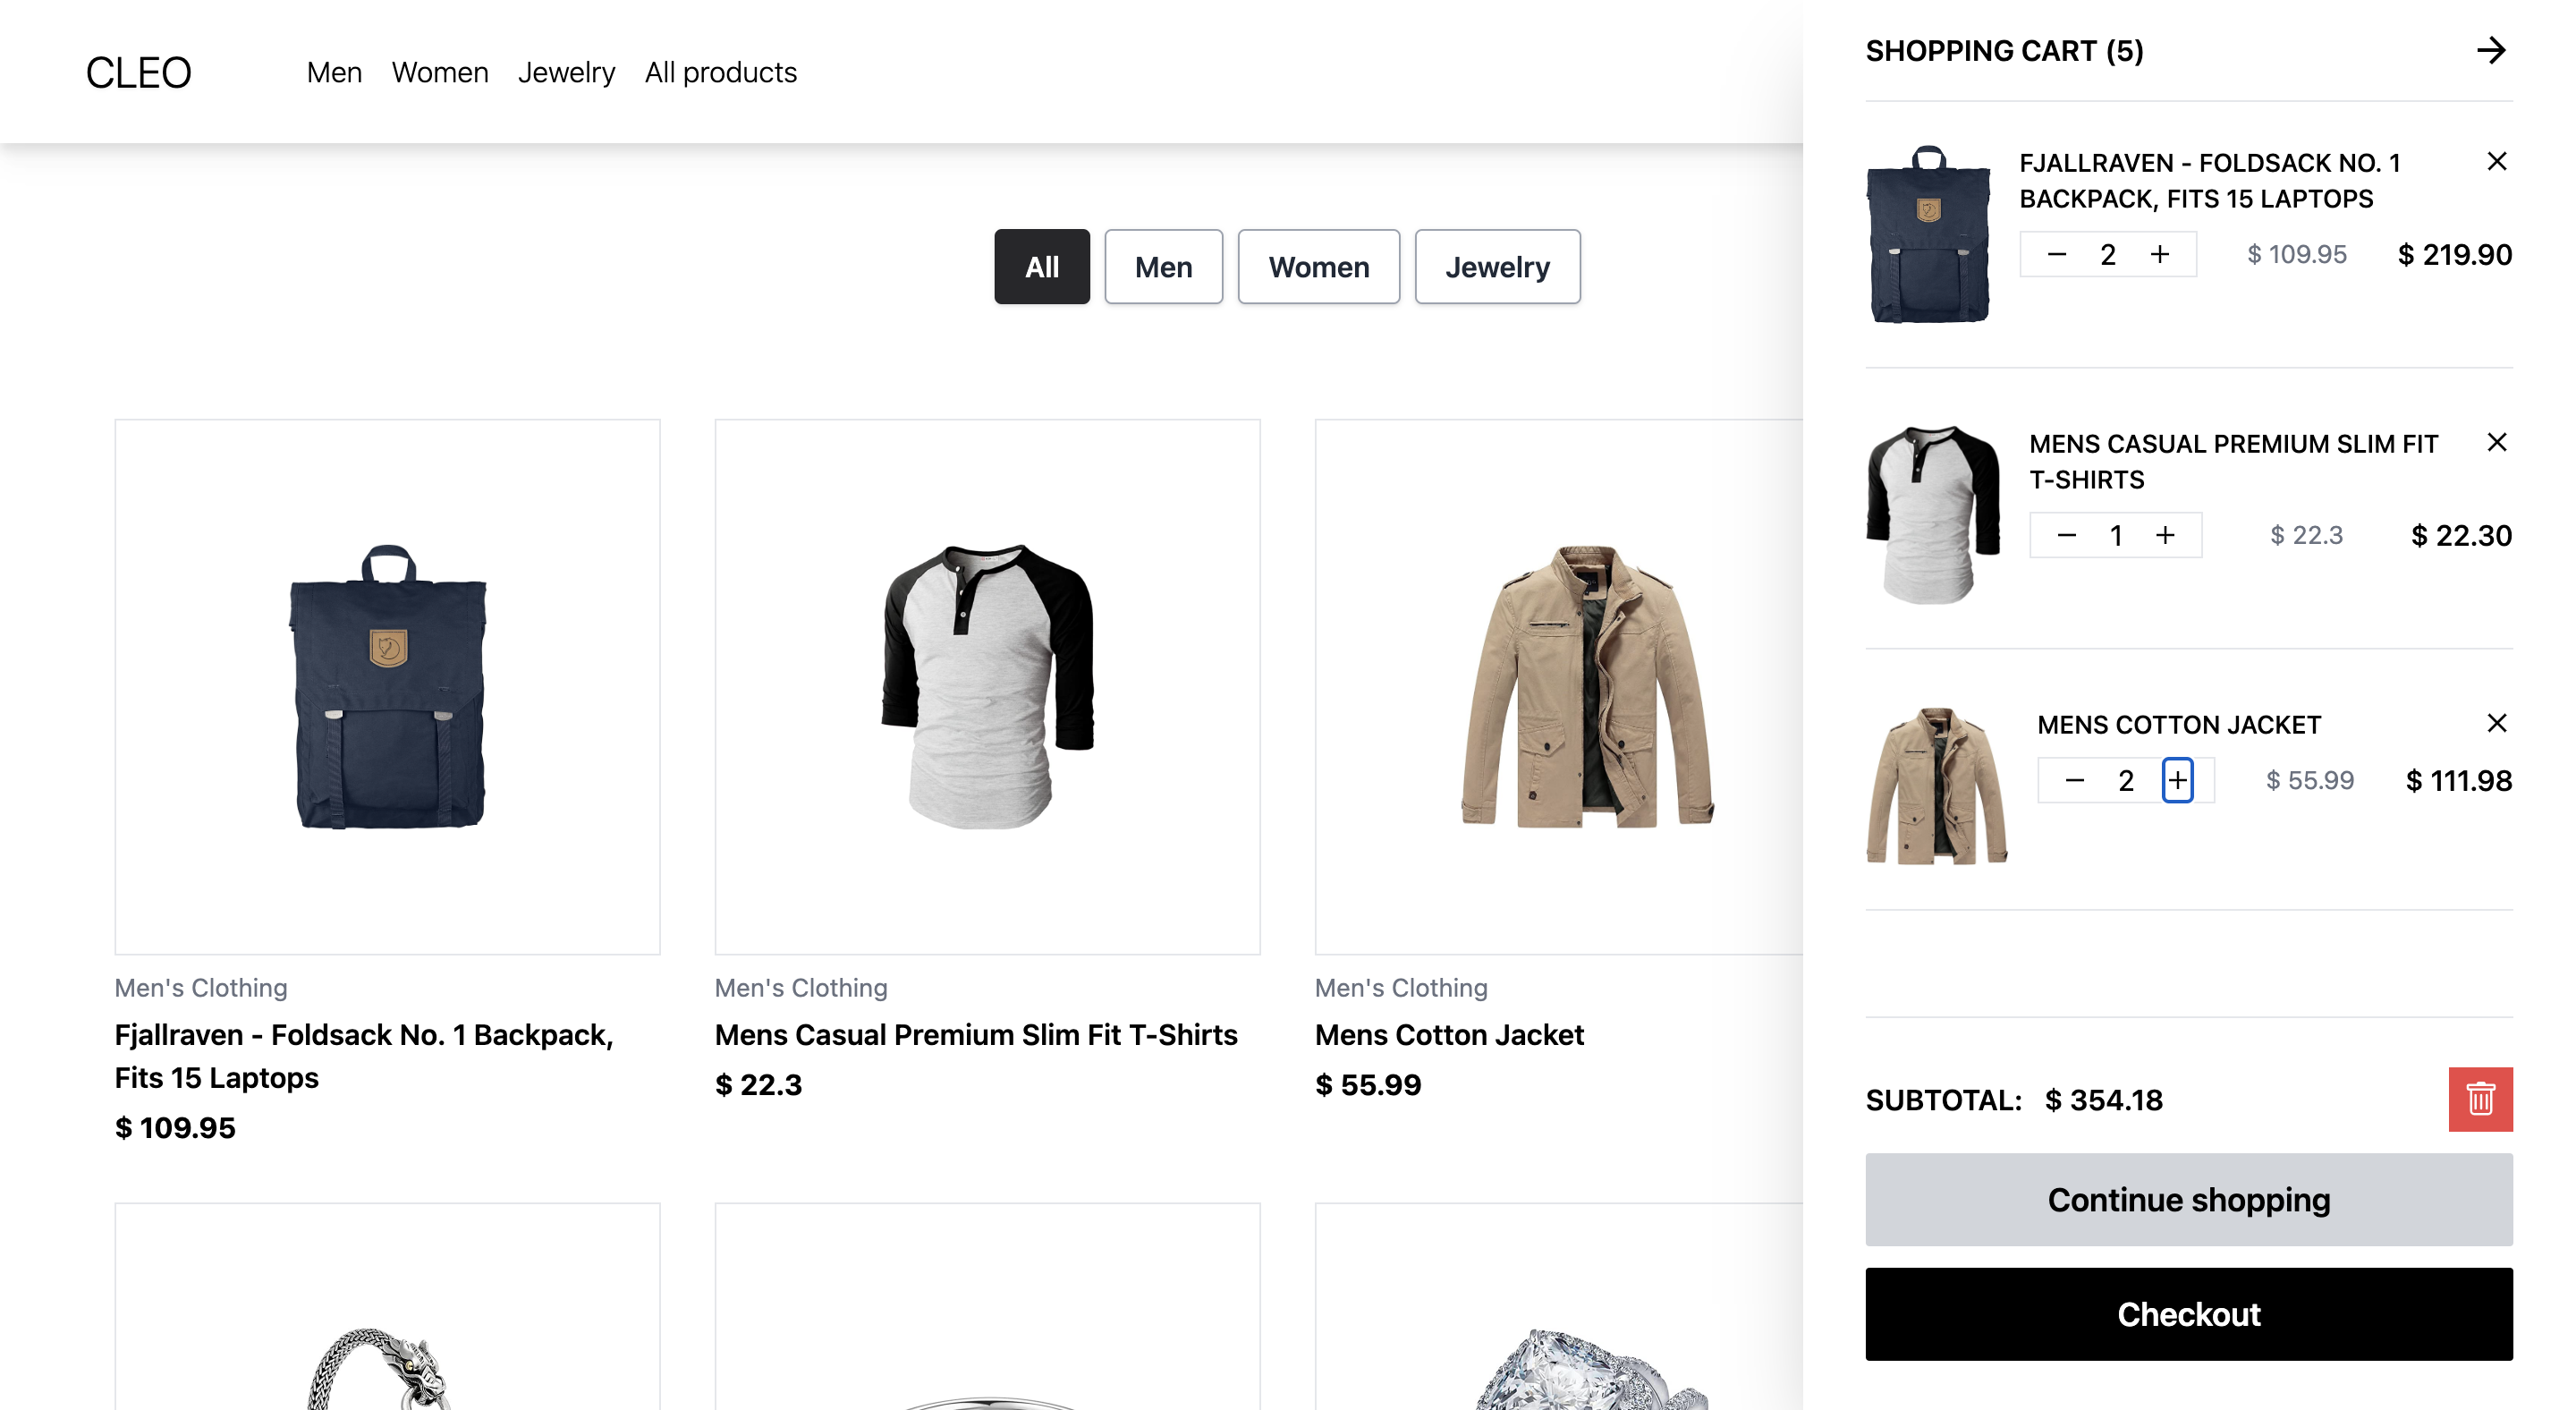 CLEO
Men Women Jewelry All products
All Men Women Jewelry
Men's Clothing
Fjallraven - Foldsack No. 1 Backpack,
Fits 15 Laptops
$ 109.95
Men's Clothing
Mens Casual Premium Slim Fit T-Shirts
$ 22.3
Men's Clothing
Mens Cotton Jacket
$ 55.99
SHOPPING CART (5)
FJALLRAVEN - FOLDSACK NO. 1
BACKPACK, FITS 15 LAPTOPS
− 2 + $ 109.95 $ 219.90
MENS CASUAL PREMIUM SLIM FIT
T-SHIRTS
− 1 + $ 22.3 $ 22.30
MENS COTTON JACKET
− 2 + $ 55.99 $ 111.98
SUBTOTAL: $ 354.18
Continue shopping
Checkout